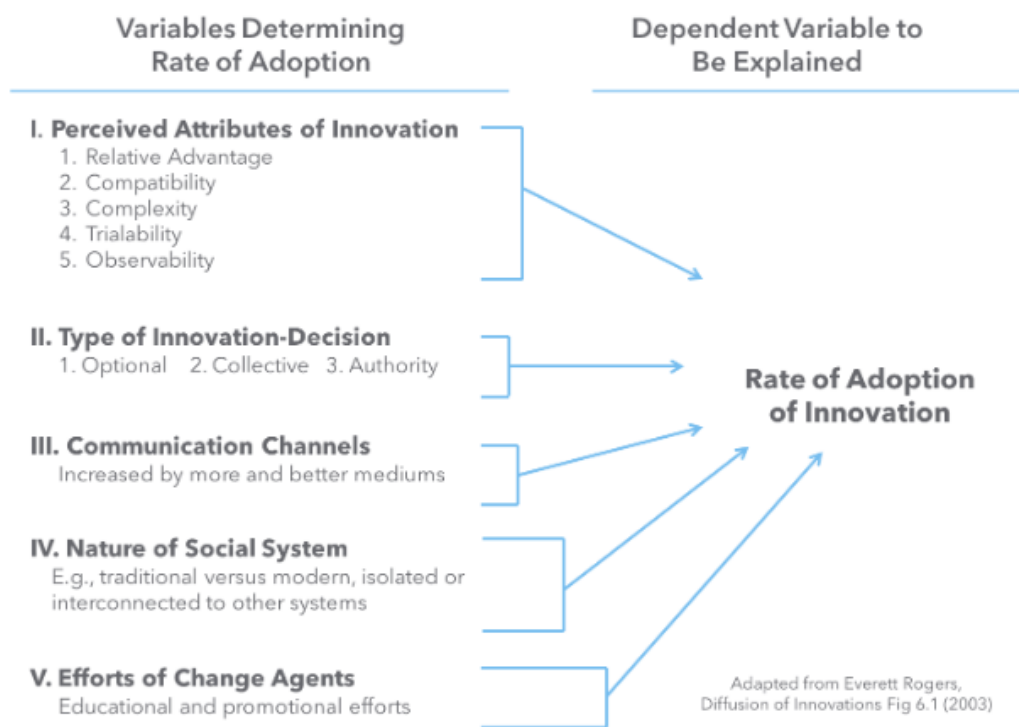 Variables Determining
Rate of Adoption
Dependent Variable to
Be Explained
I. Perceived Attributes of Innovation
1. Relative Advantage
2. Compatibility
3. Complexity
4. Trialability
5. Observability
II. Type of Innovation-Decision
1. Optional 2. Collective 3. Authority
III. Communication Channels
Increased by more and better mediums
IV. Nature of Social System
E.g., traditional versus modern, isolated or
interconnected to other systems
V. Efforts of Change Agents
Educational and promotional efforts
Rate of Adoption
of Innovation
Adapted from Everett Rogers,
Diffusion of Innovations Fig 6.1 (2003)